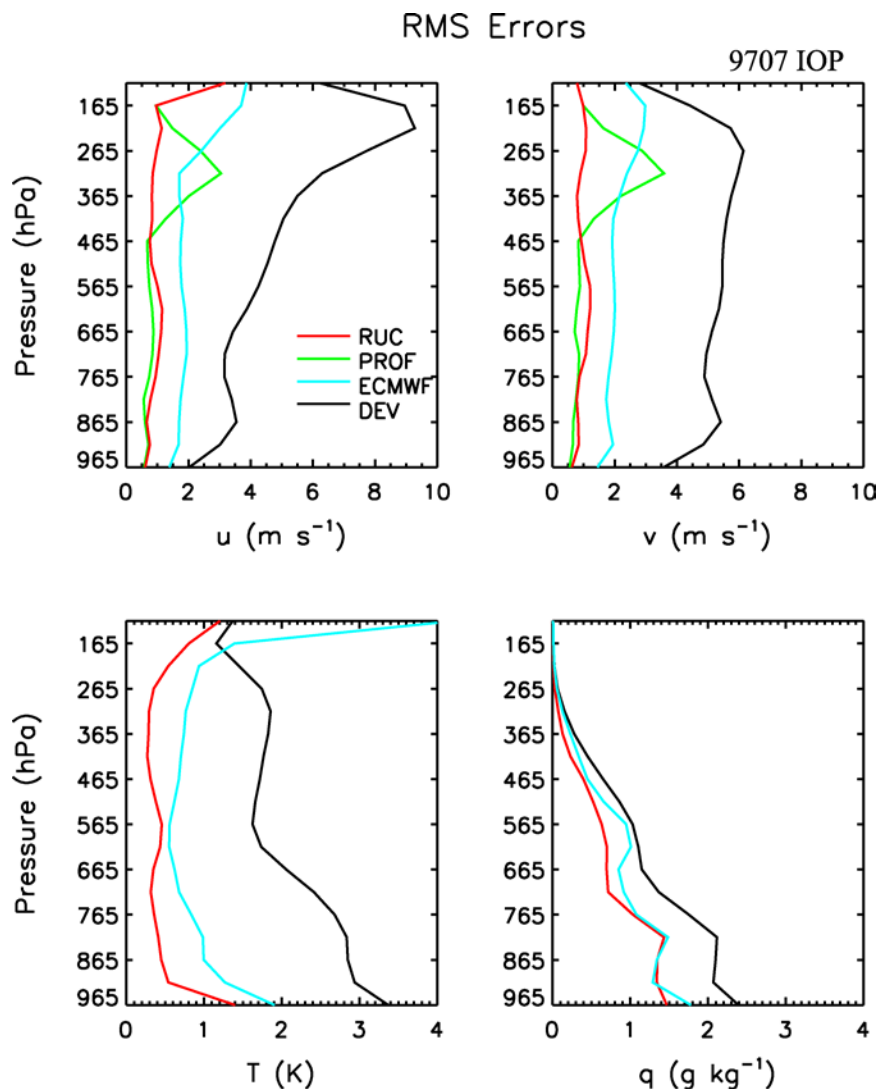 RMS Errors
9707 IOP
Pressure (hPa)
165
265
365
465
565
665
765
865
965
0 2 4 6 8 10
u (m s⁻¹)
RUC
PROF
ECMWF
DEV
165
265
365
465
565
665
765
865
965
0 2 4 6 8 10
v (m s⁻¹)
Pressure (hPa)
165
265
365
465
565
665
765
865
965
0 1 2 3 4
T (K)
165
265
365
465
565
665
765
865
965
0 1 2 3 4
q (g kg⁻¹)